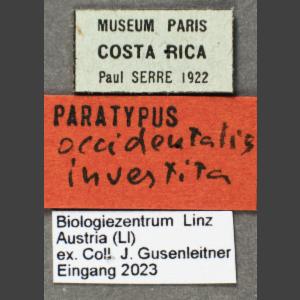 MUSEUM PARIS
COSTA RICA
Paul SERRE 1922
PARATYPUS
occidentalis
investita
Biologiezentrum Linz
Austria (LI)
ex. Coll. J. Gusenleitner
Eingang 2023